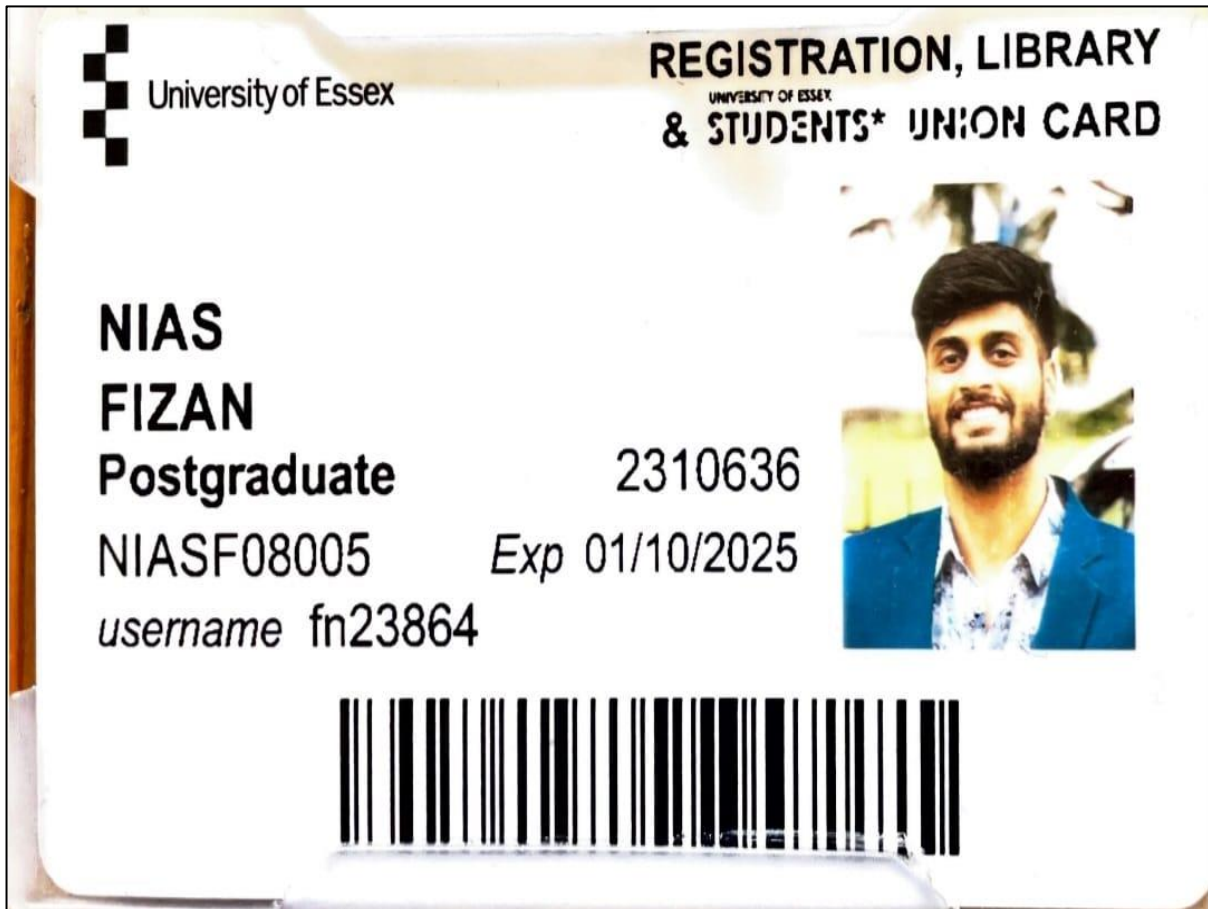 University of Essex
REGISTRATION, LIBRARY
UNIVERSITY OF ESSEX
& STUDENTS* UNION CARD
NIAS
FIZAN
Postgraduate 2310636
NIASF08005 Exp 01/10/2025
username fn23864